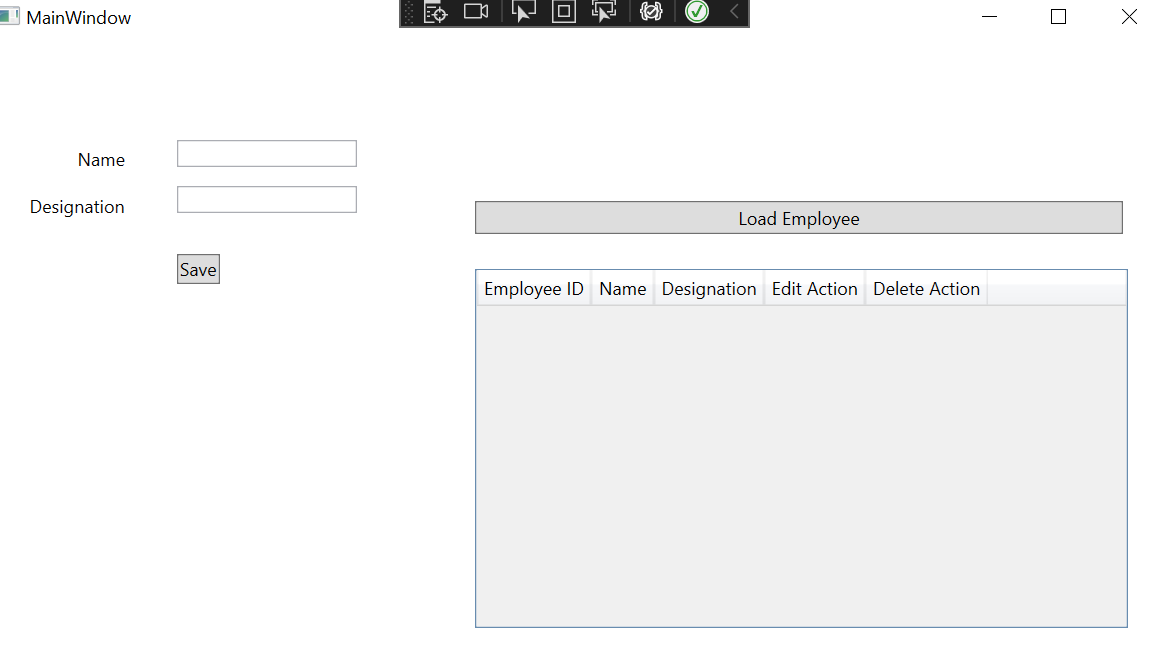 MainWindow
Name
Designation
Save
Load Employee
Employee ID Name Designation Edit Action Delete Action